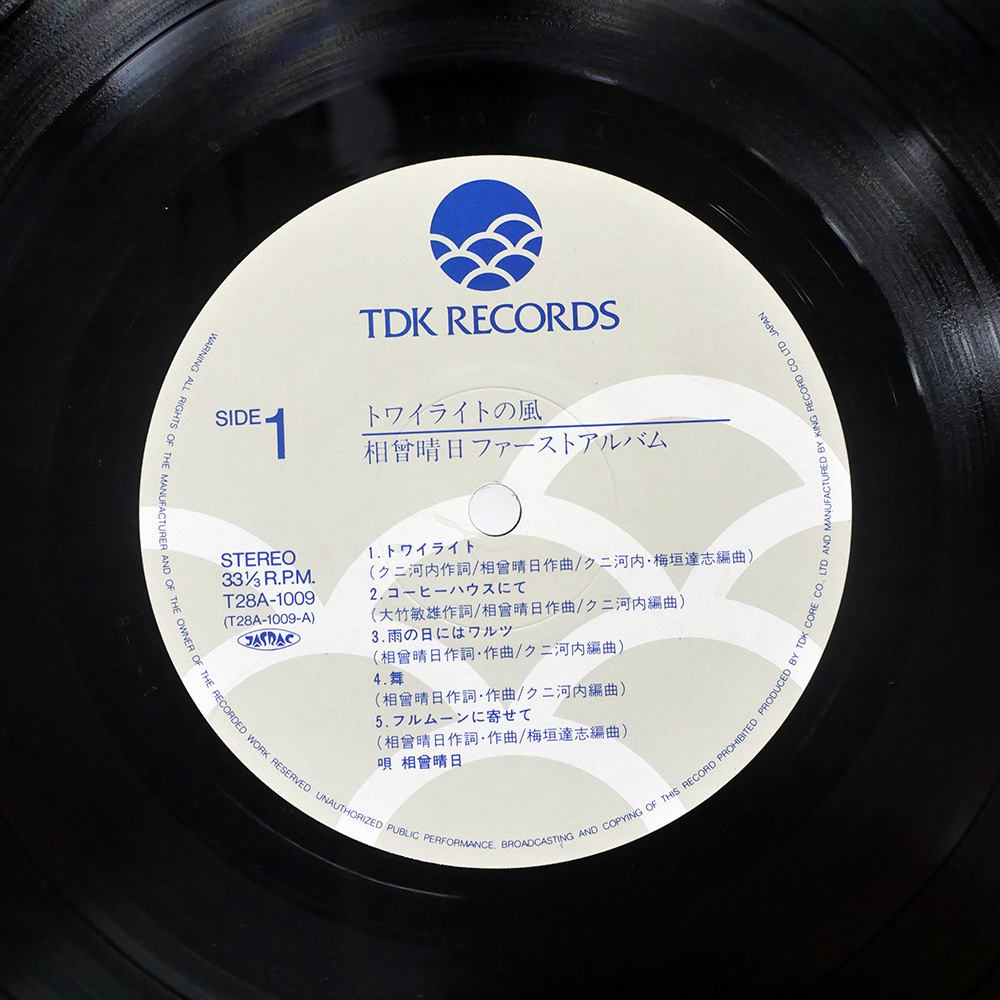 TDK RECORDS
SIDE 1
トワイライトの風
相曾晴日 ファーストアルバム
STEREO
33⅓ R.P.M.
T28A-1009
(T28A-1009-A)
JASRAC
1.トワイライト
(クニ河内作詞/相曾晴日作曲/クニ河内・梅垣達志編曲)
2.コーヒーハウスにて
(大竹敏雄作詞/相曾晴日作曲/クニ河内編曲)
3.雨の日にはワルツ
(相曾晴日作詞・作曲/クニ河内編曲)
4.舞
(相曾晴日作詞・作曲/クニ河内編曲)
5.フルムーンに寄せて
(相曾晴日作詞・作曲/梅垣達志編曲)
唄 相曾晴日
WARNING ALL RIGHTS OF THE MANUFACTURER AND OF THE OWNER OF THE RECORDED WORK RESERVED UNAUTHORIZED PUBLIC PERFORMANCE, BROADCASTING AND COPYING OF THIS RECORD PROHIBITED PRODUCED BY TDK CORE CO., LTD AND MANUFACTURED BY KING RECORD CO LTD JAPAN